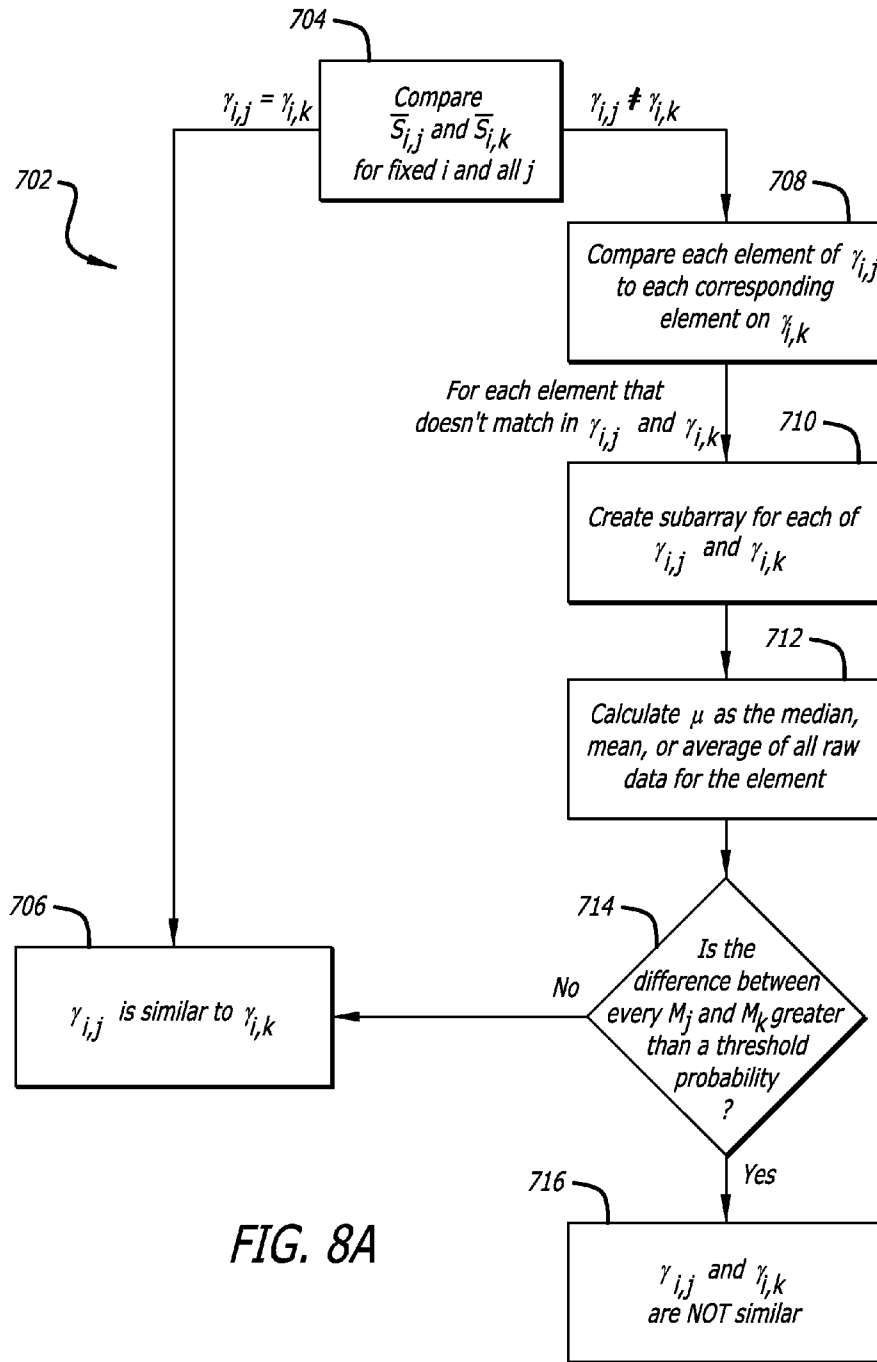 704
γi,j = γi,k
Compare
S̅i,j and S̅i,k
for fixed i and all j
γi,j ≠ γi,k
702
708
Compare each element of γi,j
to each corresponding
element on γi,k
For each element that
doesn't match in γi,j and γi,k
710
Create subarray for each of
γi,j and γi,k
712
Calculate μ as the median,
mean, or average of all raw
data for the element
706
γi,j is similar to γi,k
714
No
Is the
difference between
every Mj and Mk greater
than a threshold
probability
?
Yes
716
γi,j and γi,k
are NOT similar
FIG. 8A